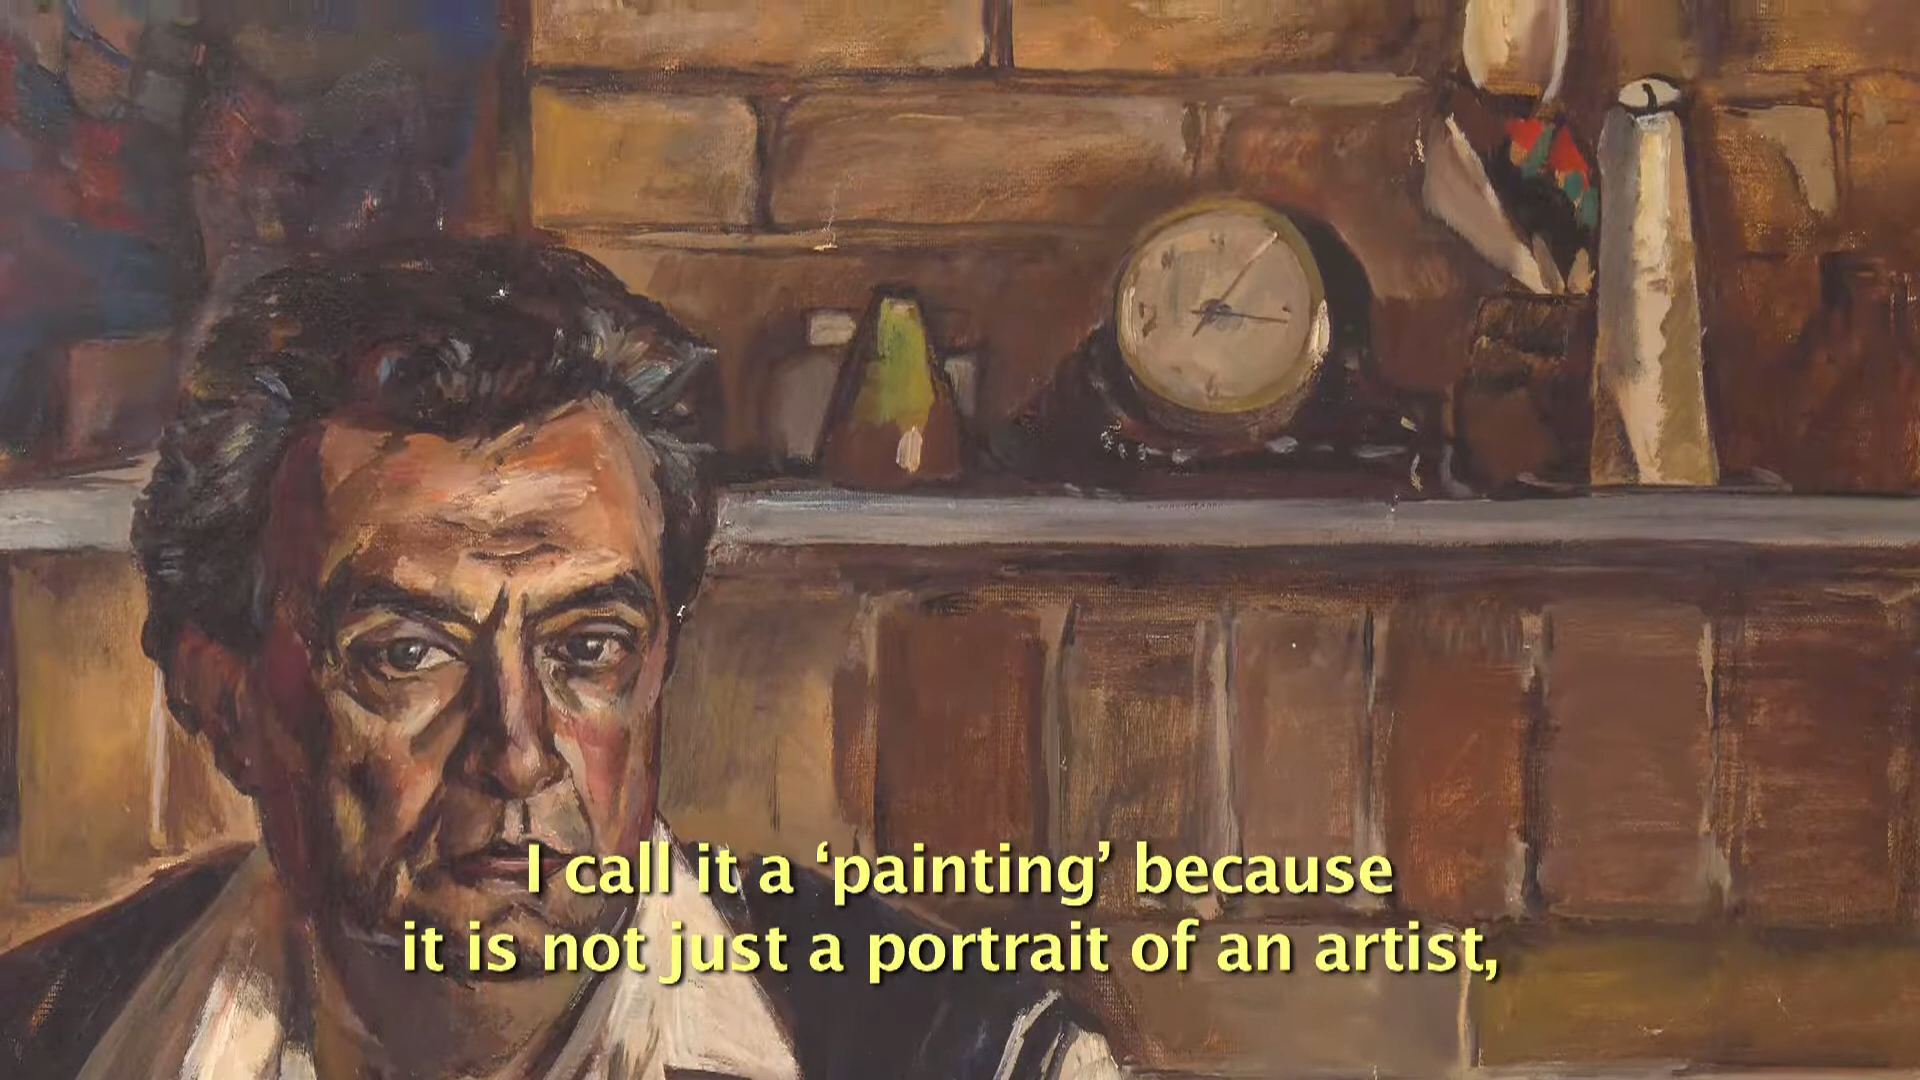 I call it a ‘painting’ because
it is not just a portrait of an artist,